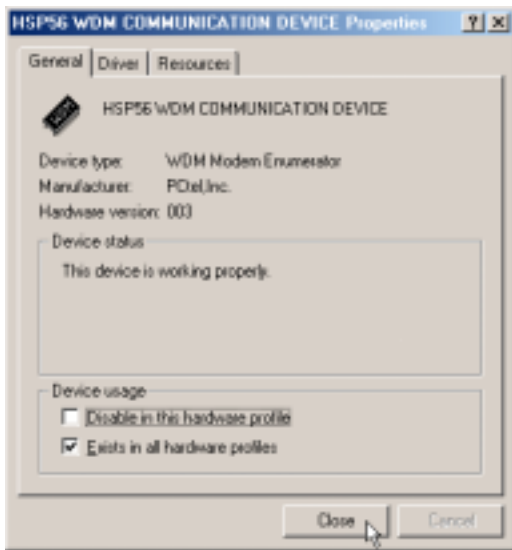 HSP56 WDM COMMUNICATION DEVICE Properties
General Driver Resources
HSP56 WDM COMMUNICATION DEVICE
Device type: WDM Modem Enumerator
Manufacturer: PCtel,Inc.
Hardware version: 003
Device status
This device is working properly.
Device usage
Disable in this hardware profile
Exists in all hardware profiles
Close Cancel